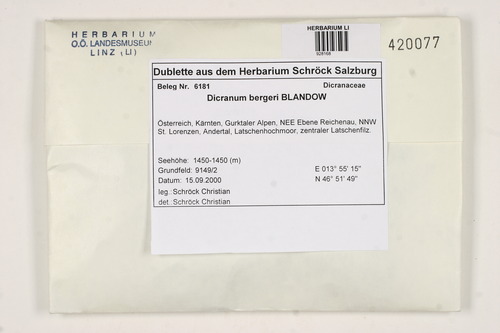 HERBARIUM
O.Ö. LANDESMUSEUM
LINZ (LI)
HERBARIUM LI
420077
Dublette aus dem Herbarium Schröck Salzburg
Beleg Nr. 6181 Dicranaceae
Dicranum bergeri BLANDOW
Österreich, Kärnten, Gurktaler Alpen, NEE Ebene Reichenau, NNW
St. Lorenzen, Andertal, Latschenhochmoor, zentraler Latschenfilz.
Seehöhe: 1450-1450 (m)
Grundfeld: 9149/2 E 013° 55' 15"
Datum: 15.09.2000 N 46° 51' 49"
leg.: Schröck Christian
det.: Schröck Christian